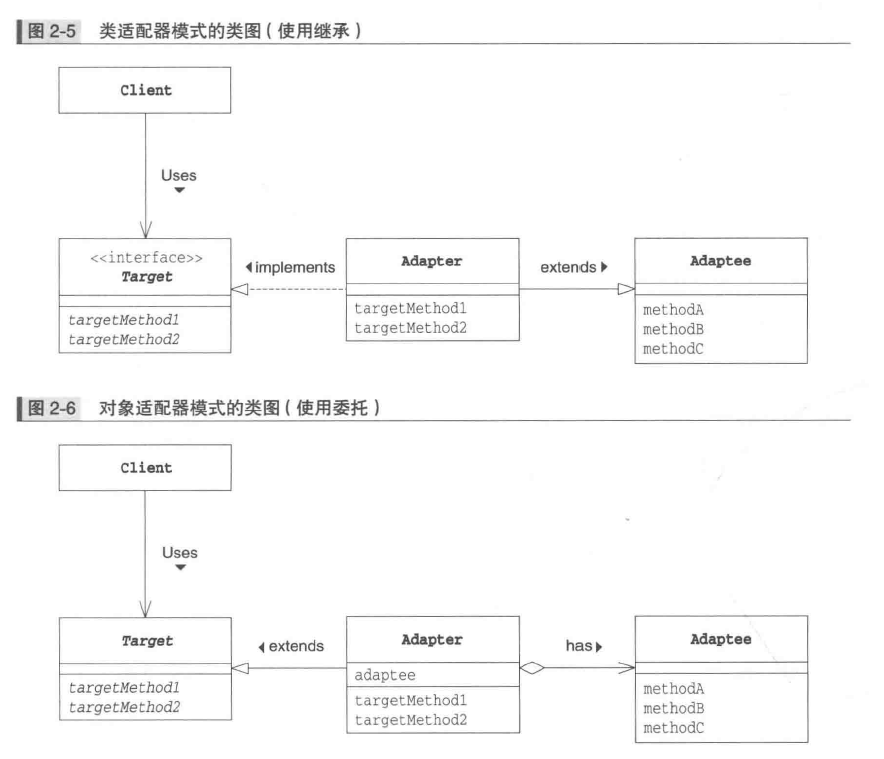 图 2-5 类适配器模式的类图（使用继承）
Client
Uses
<<interface>>
Target
targetMethod1
targetMethod2
implements
Adapter
targetMethod1
targetMethod2
extends
Adaptee
methodA
methodB
methodC
图 2-6 对象适配器模式的类图（使用委托）
Client
Uses
Target
targetMethod1
targetMethod2
extends
Adapter
adaptee
targetMethod1
targetMethod2
has
Adaptee
methodA
methodB
methodC